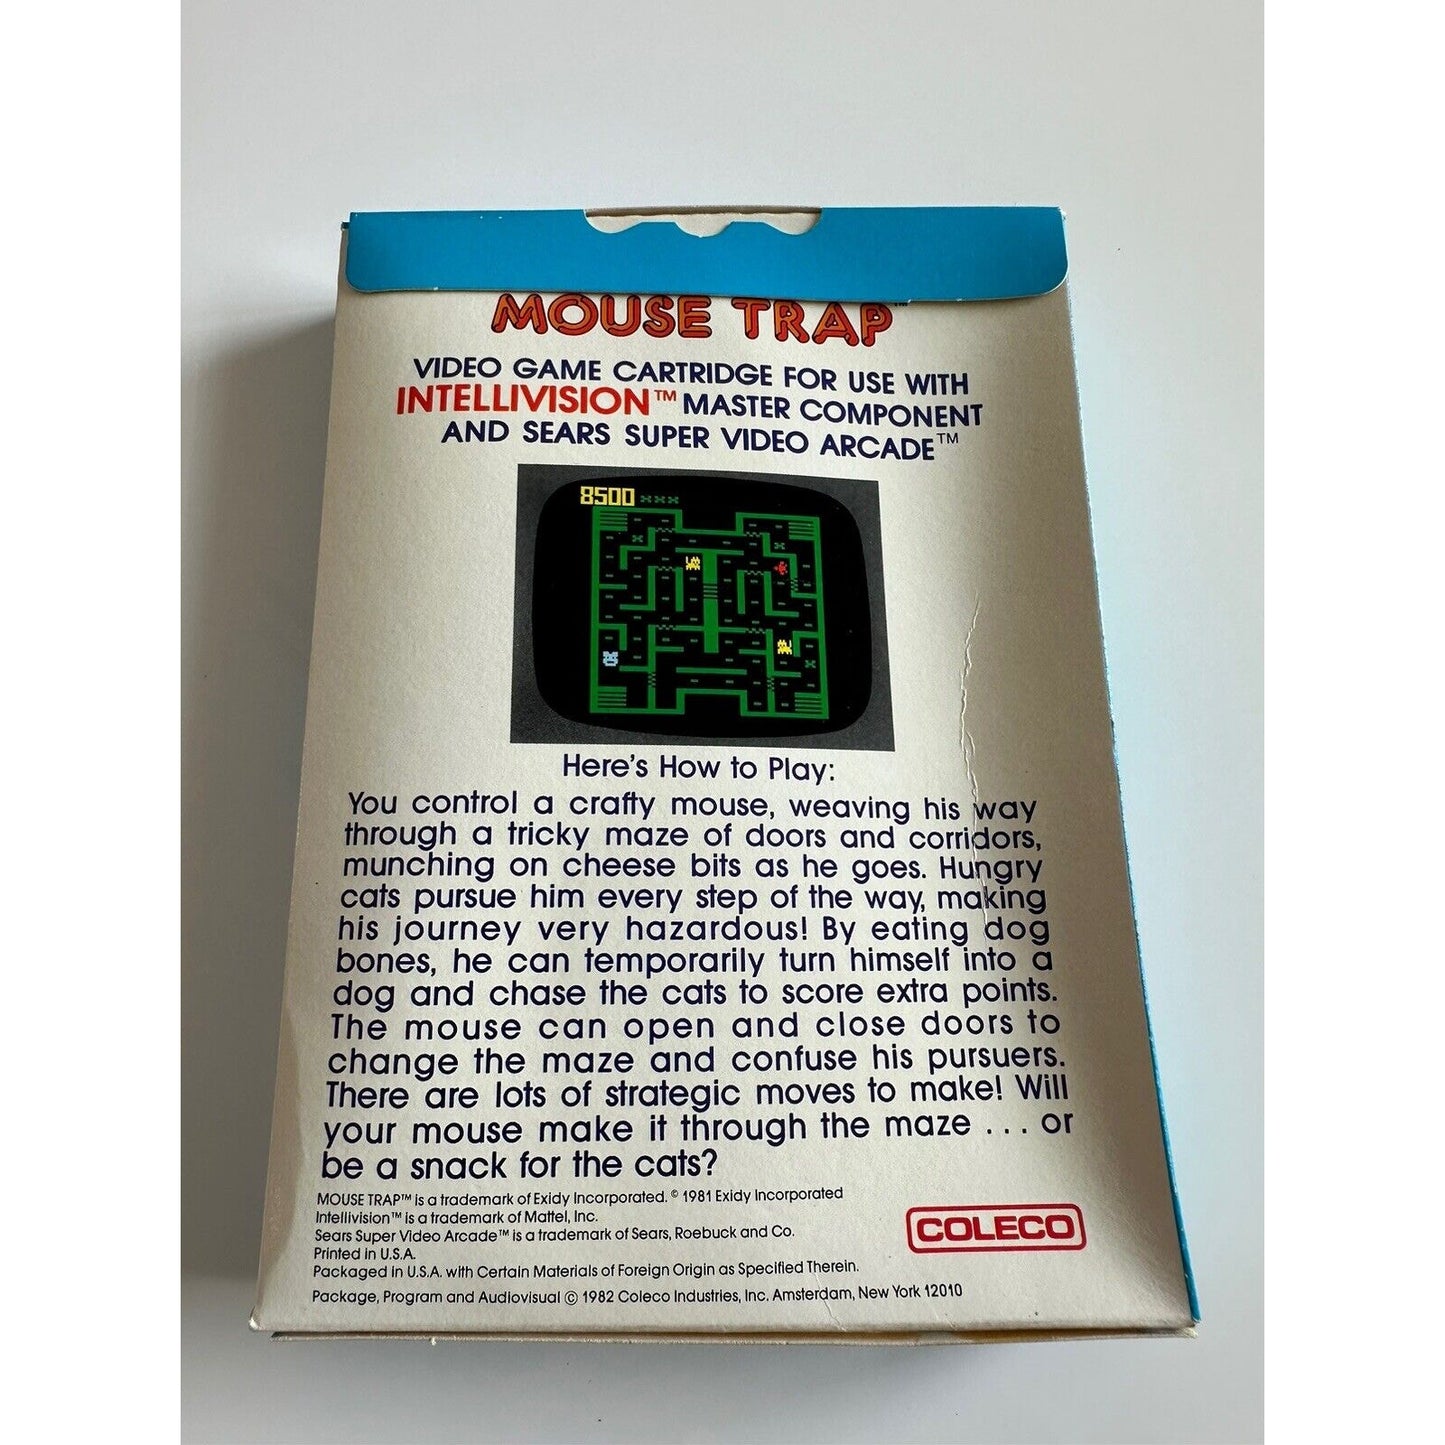 MOUSE TRAP™
VIDEO GAME CARTRIDGE FOR USE WITH
INTELLIVISION™ MASTER COMPONENT
AND SEARS SUPER VIDEO ARCADE™
8500
Here's How to Play:
You control a crafty mouse, weaving his way
through a tricky maze of doors and corridors,
munching on cheese bits as he goes. Hungry
cats pursue him every step of the way, making
his journey very hazardous! By eating dog
bones, he can temporarily turn himself into a
dog and chase the cats to score extra points.
The mouse can open and close doors to
change the maze and confuse his pursuers.
There are lots of strategic moves to make! Will
your mouse make it through the maze . . . or
be a snack for the cats?
MOUSE TRAP™ is a trademark of Exidy Incorporated. © 1981 Exidy Incorporated
Intellivision™ is a trademark of Mattel, Inc.
Sears Super Video Arcade™ is a trademark of Sears, Roebuck and Co.
Printed in U.S.A.
Packaged in U.S.A. with Certain Materials of Foreign Origin as Specified Therein.
Package, Program and Audiovisual © 1982 Coleco Industries, Inc. Amsterdam, New York 12010
COLECO